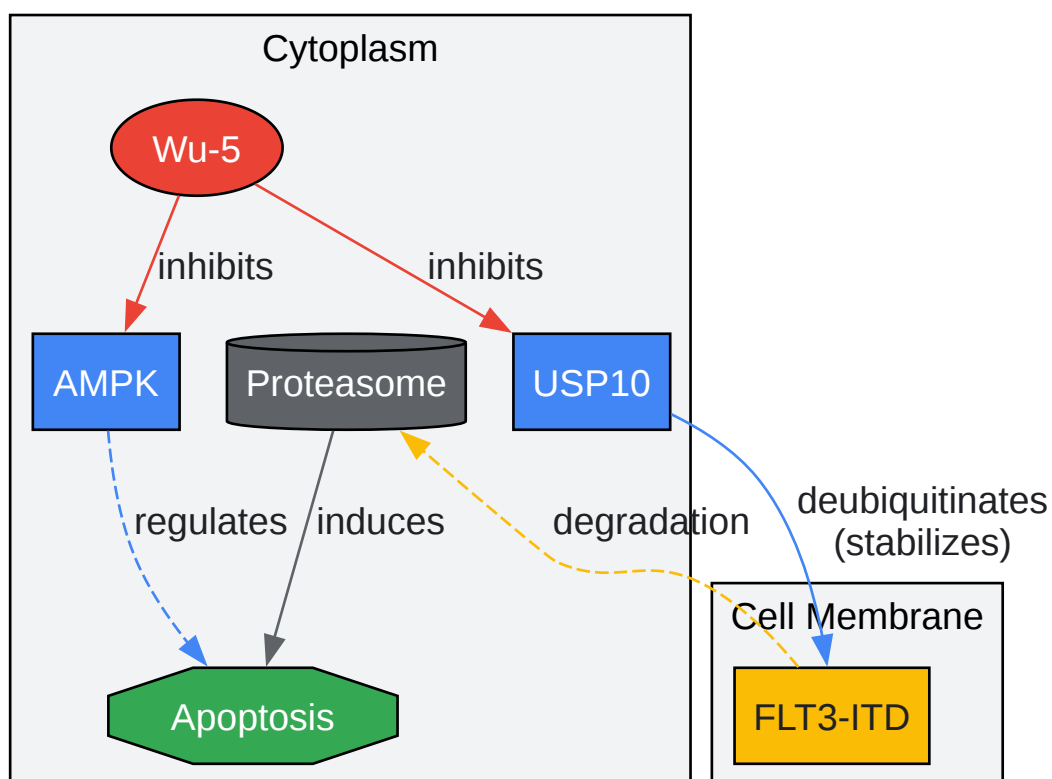 Cytoplasm
Wu-5
inhibits
inhibits
AMPK
Proteasome
USP10
regulates
induces
degradation
deubiquitinates
(stabilizes)
Cell Membrane
Apoptosis
FLT3-ITD